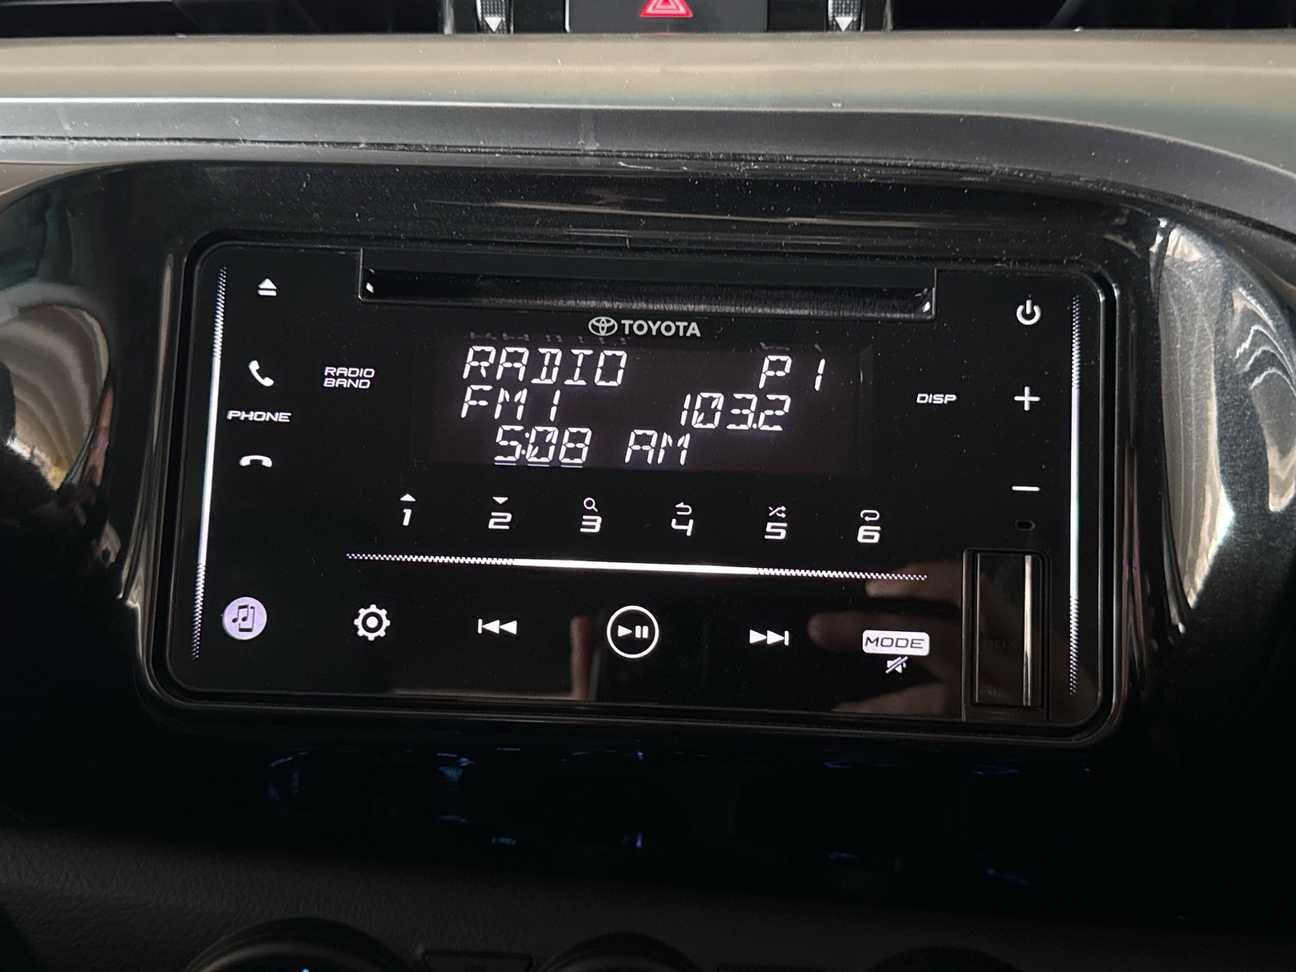 TOYOTA
RADIO P1
RADIO
BAND
DISP
FM1 103.2
PHONE
5:08 AM
1 2 3 4 5 6
MODE